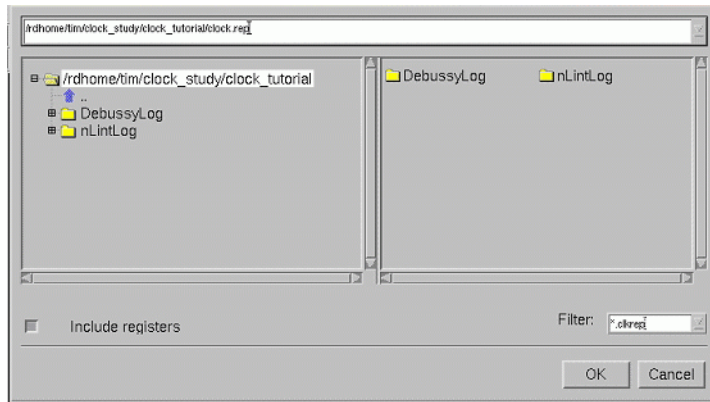 /rdhome/tim/clock_study/clock_tutorial/clock.rep
/rdhome/tim/clock_study/clock_tutorial
..
DebussyLog
nLintLog
DebussyLog nLintLog
Include registers
Filter: *.clkrep
OK Cancel